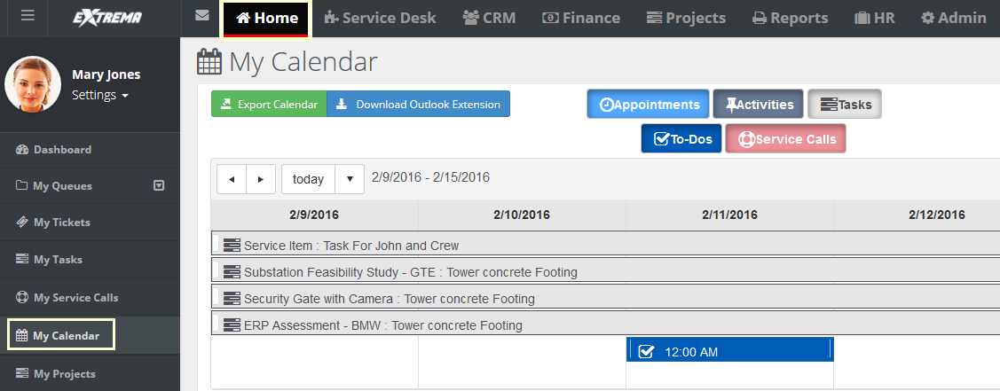 EXTREMA
Home Service Desk CRM Finance Projects Reports HR Admin
Mary Jones
Settings
Dashboard
My Queues
My Tickets
My Tasks
My Service Calls
My Calendar
My Projects
My Calendar
Export Calendar Download Outlook Extension
Appointments Activities Tasks
To-Dos Service Calls
today 2/9/2016 - 2/15/2016
2/9/2016 2/10/2016 2/11/2016 2/12/2016
Service Item : Task For John and Crew
Substation Feasibility Study - GTE : Tower concrete Footing
Security Gate with Camera : Tower concrete Footing
ERP Assessment - BMW : Tower concrete Footing
12:00 AM